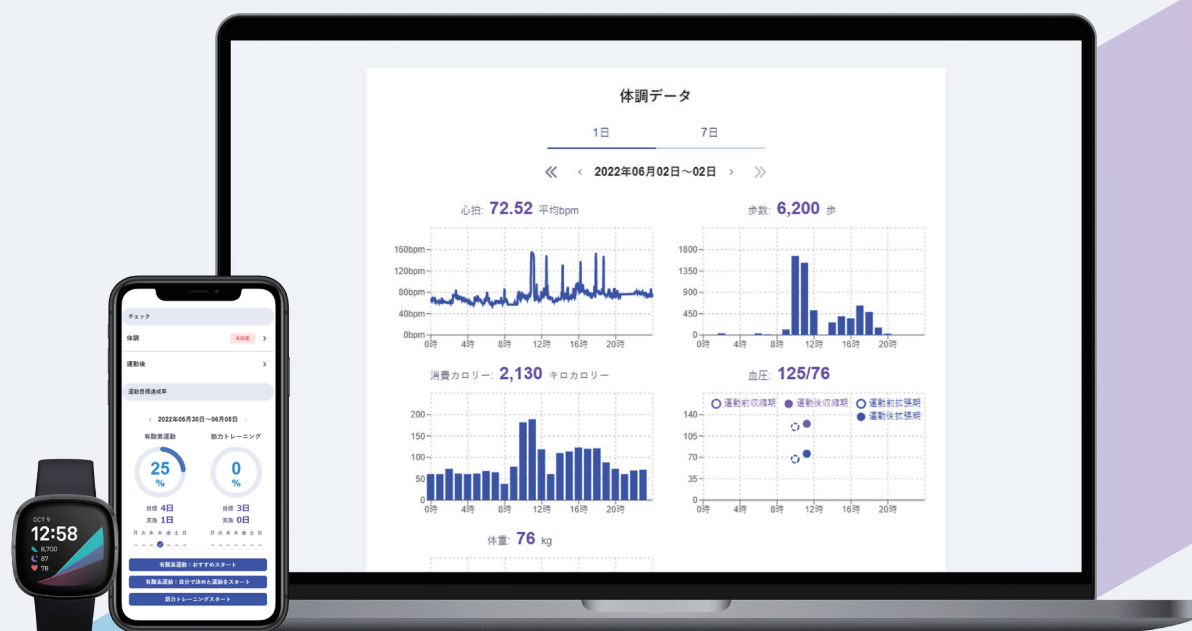 体調データ
1日 7日
« ‹ 2022年06月02日～02日 › »
心拍: 72.52 平均bpm
160bpm
120bpm
80bpm
40bpm
0bpm
0時 4時 8時 12時 16時 20時
歩数: 6,200 歩
1800
1350
900
450
0
0時 4時 8時 12時 16時 20時
消費カロリー: 2,130 キロカロリー
200
150
100
50
0
0時 4時 8時 12時 16時 20時
血圧: 125/76
運動前収縮期 運動後収縮期 運動前拡張期
運動後拡張期
140
105
70
35
0
0時 4時 8時 12時 16時 20時
体重: 76 kg
チェック
体調 未回答 ›
運動後 ›
運動目標達成率
‹ 2022年05月30日～06月05日 ›
有酸素運動 筋力トレーニング
25 0
% %
目標 4日 目標 3日
実施 1日 実施 0日
月 火 水 木 金 土 日 月 火 水 木 金 土 日
有酸素運動：おすすめスタート
有酸素運動：自分で決めた運動をスタート
筋力トレーニングスタート
OCT 9
12:58
8,700
87
78